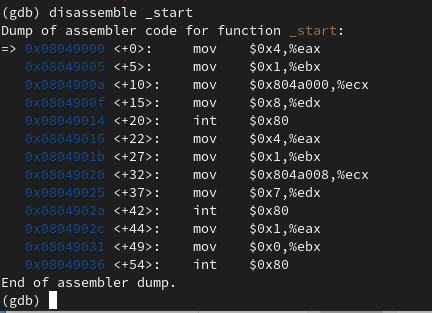 (gdb) disassemble _start
Dump of assembler code for function _start:
=> 0x08049000 <+0>:     mov    $0x4,%eax
   0x08049005 <+5>:     mov    $0x1,%ebx
   0x0804900a <+10>:    mov    $0x804a000,%ecx
   0x0804900f <+15>:    mov    $0x8,%edx
   0x08049014 <+20>:    int    $0x80
   0x08049016 <+22>:    mov    $0x4,%eax
   0x0804901b <+27>:    mov    $0x1,%ebx
   0x08049020 <+32>:    mov    $0x804a008,%ecx
   0x08049025 <+37>:    mov    $0x7,%edx
   0x0804902a <+42>:    int    $0x80
   0x0804902c <+44>:    mov    $0x1,%eax
   0x08049031 <+49>:    mov    $0x0,%ebx
   0x08049036 <+54>:    int    $0x80
End of assembler dump.
(gdb)